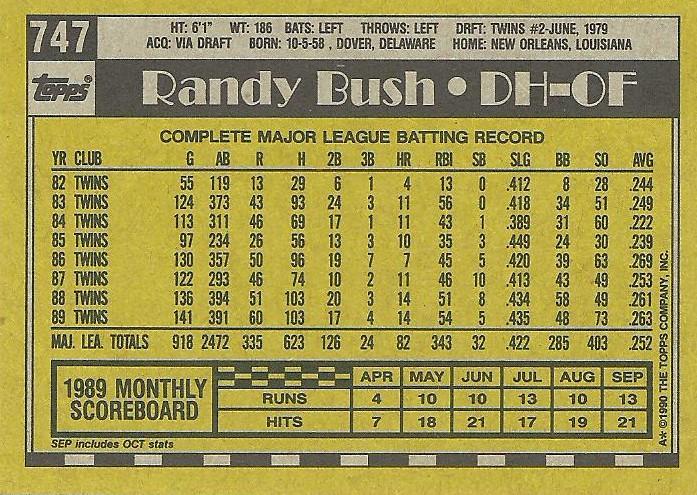 747
HT: 6'1" WT: 186 BATS: LEFT THROWS: LEFT DRFT: TWINS #2-JUNE, 1979
ACQ: VIA DRAFT BORN: 10-5-58 , DOVER, DELAWARE HOME: NEW ORLEANS, LOUISIANA
Topps®
Randy Bush • DH-OF
COMPLETE MAJOR LEAGUE BATTING RECORD
YR CLUB G AB R H 2B 3B HR RBI SB SLG BB SO AVG
82 TWINS 55 119 13 29 6 1 4 13 0 .412 8 28 .244
83 TWINS 124 373 43 93 24 3 11 56 0 .418 34 51 .249
84 TWINS 113 311 46 69 17 1 11 43 1 .389 31 60 .222
85 TWINS 97 234 26 56 13 3 10 35 3 .449 24 30 .239
86 TWINS 130 357 50 96 19 7 7 45 5 .420 39 63 .269
87 TWINS 122 293 46 74 10 2 11 46 10 .413 43 49 .253
88 TWINS 136 394 51 103 20 3 14 51 8 .434 58 49 .261
89 TWINS 141 391 60 103 17 4 14 54 5 .435 48 73 .263
MAJ. LEA. TOTALS 918 2472 335 623 126 24 82 343 32 .422 285 403 .252
1989 MONTHLY
SCOREBOARD
APR MAY JUN JUL AUG SEP
RUNS 4 10 10 13 10 13
HITS 7 18 21 17 19 21
SEP includes OCT stats
A* ©1990 THE TOPPS COMPANY, INC.